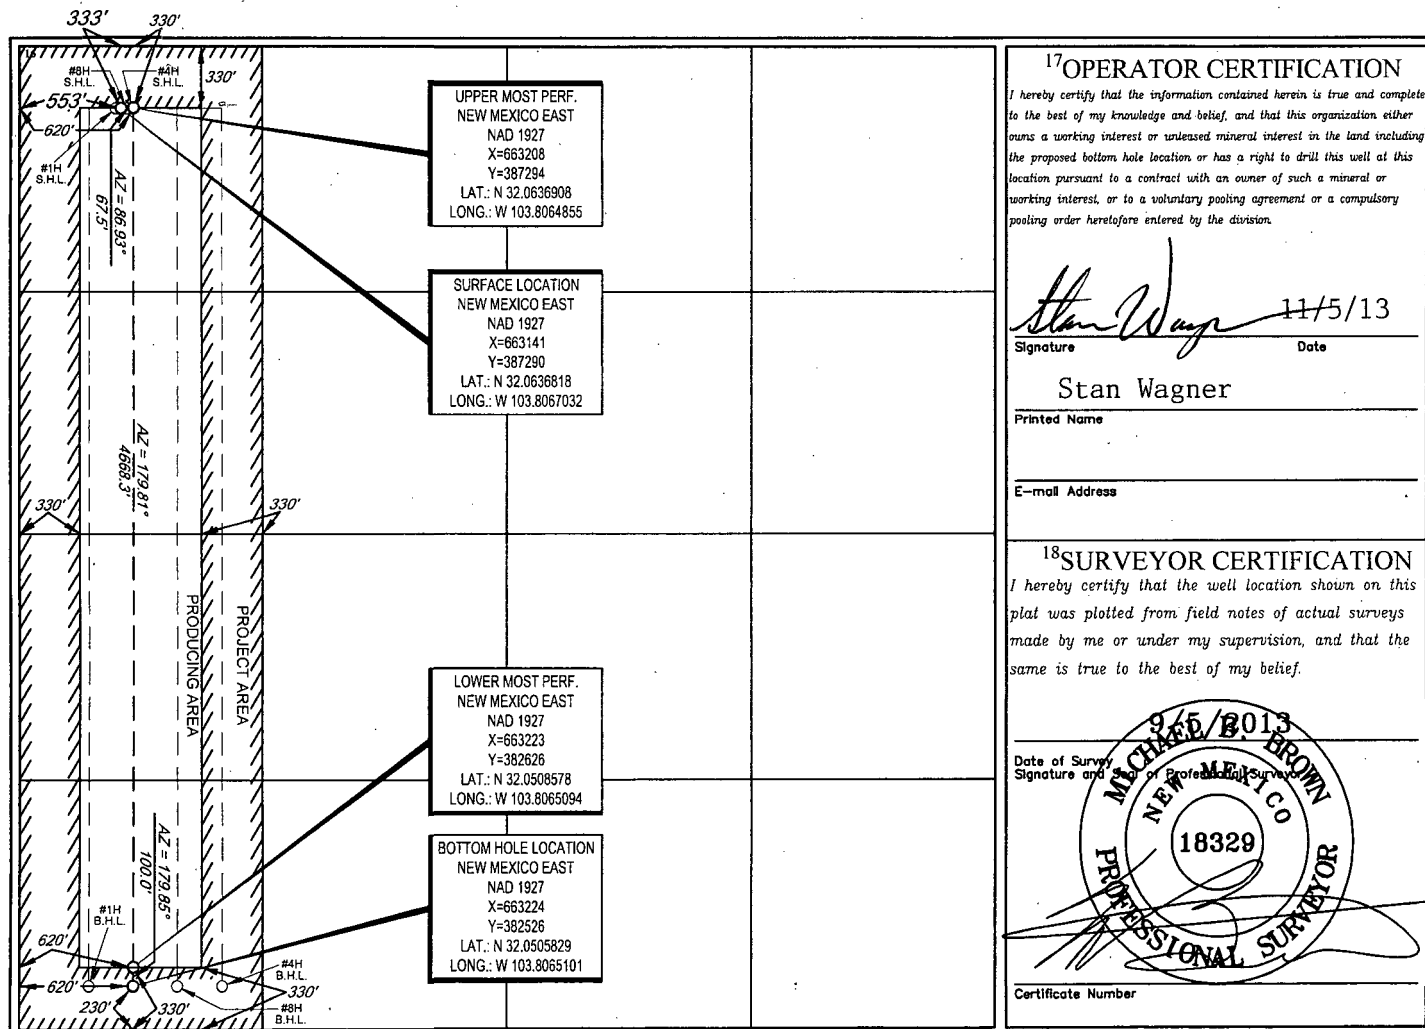 333'
330'
16
#8H
S.H.L.
#4H
S.H.L.
330'
553'
620'
#1H
S.H.L.
AZ = 86.93°
67.5'
UPPER MOST PERF.
NEW MEXICO EAST
NAD 1927
X=663208
Y=387294
LAT.: N 32.0636908
LONG.: W 103.8064855
SURFACE LOCATION
NEW MEXICO EAST
NAD 1927
X=663141
Y=387290
LAT.: N 32.0636818
LONG.: W 103.8067032
AZ = 179.81°
4668.3'
330'
330'
PRODUCING AREA
PROJECT AREA
LOWER MOST PERF.
NEW MEXICO EAST
NAD 1927
X=663223
Y=382626
LAT.: N 32.0508578
LONG.: W 103.8065094
BOTTOM HOLE LOCATION
NEW MEXICO EAST
NAD 1927
X=663224
Y=382526
LAT.: N 32.0505829
LONG.: W 103.8065101
AZ = 179.85°
100.0'
#1H
B.H.L.
620'
620'
230'
330'
#4H
B.H.L.
330'
#8H
B.H.L.
17OPERATOR CERTIFICATION
I hereby certify that the information contained herein is true and complete
to the best of my knowledge and belief, and that this organization either
owns a working interest or unleased mineral interest in the land including
the proposed bottom hole location or has a right to drill this well at this
location pursuant to a contract with an owner of such a mineral or
working interest, or to a voluntary pooling agreement or a compulsory
pooling order heretofore entered by the division.
Stan Wagner 11/5/13
Signature Date
Stan Wagner
Printed Name
E-mail Address
18SURVEYOR CERTIFICATION
I hereby certify that the well location shown on this
plat was plotted from field notes of actual surveys
made by me or under my supervision, and that the
same is true to the best of my belief.
9/5/2013
Date of Survey
Signature and Seal of Professional Surveyor
MICHAEL B. BROWN
NEW MEXICO
18329
PROFESSIONAL SURVEYOR
Certificate Number